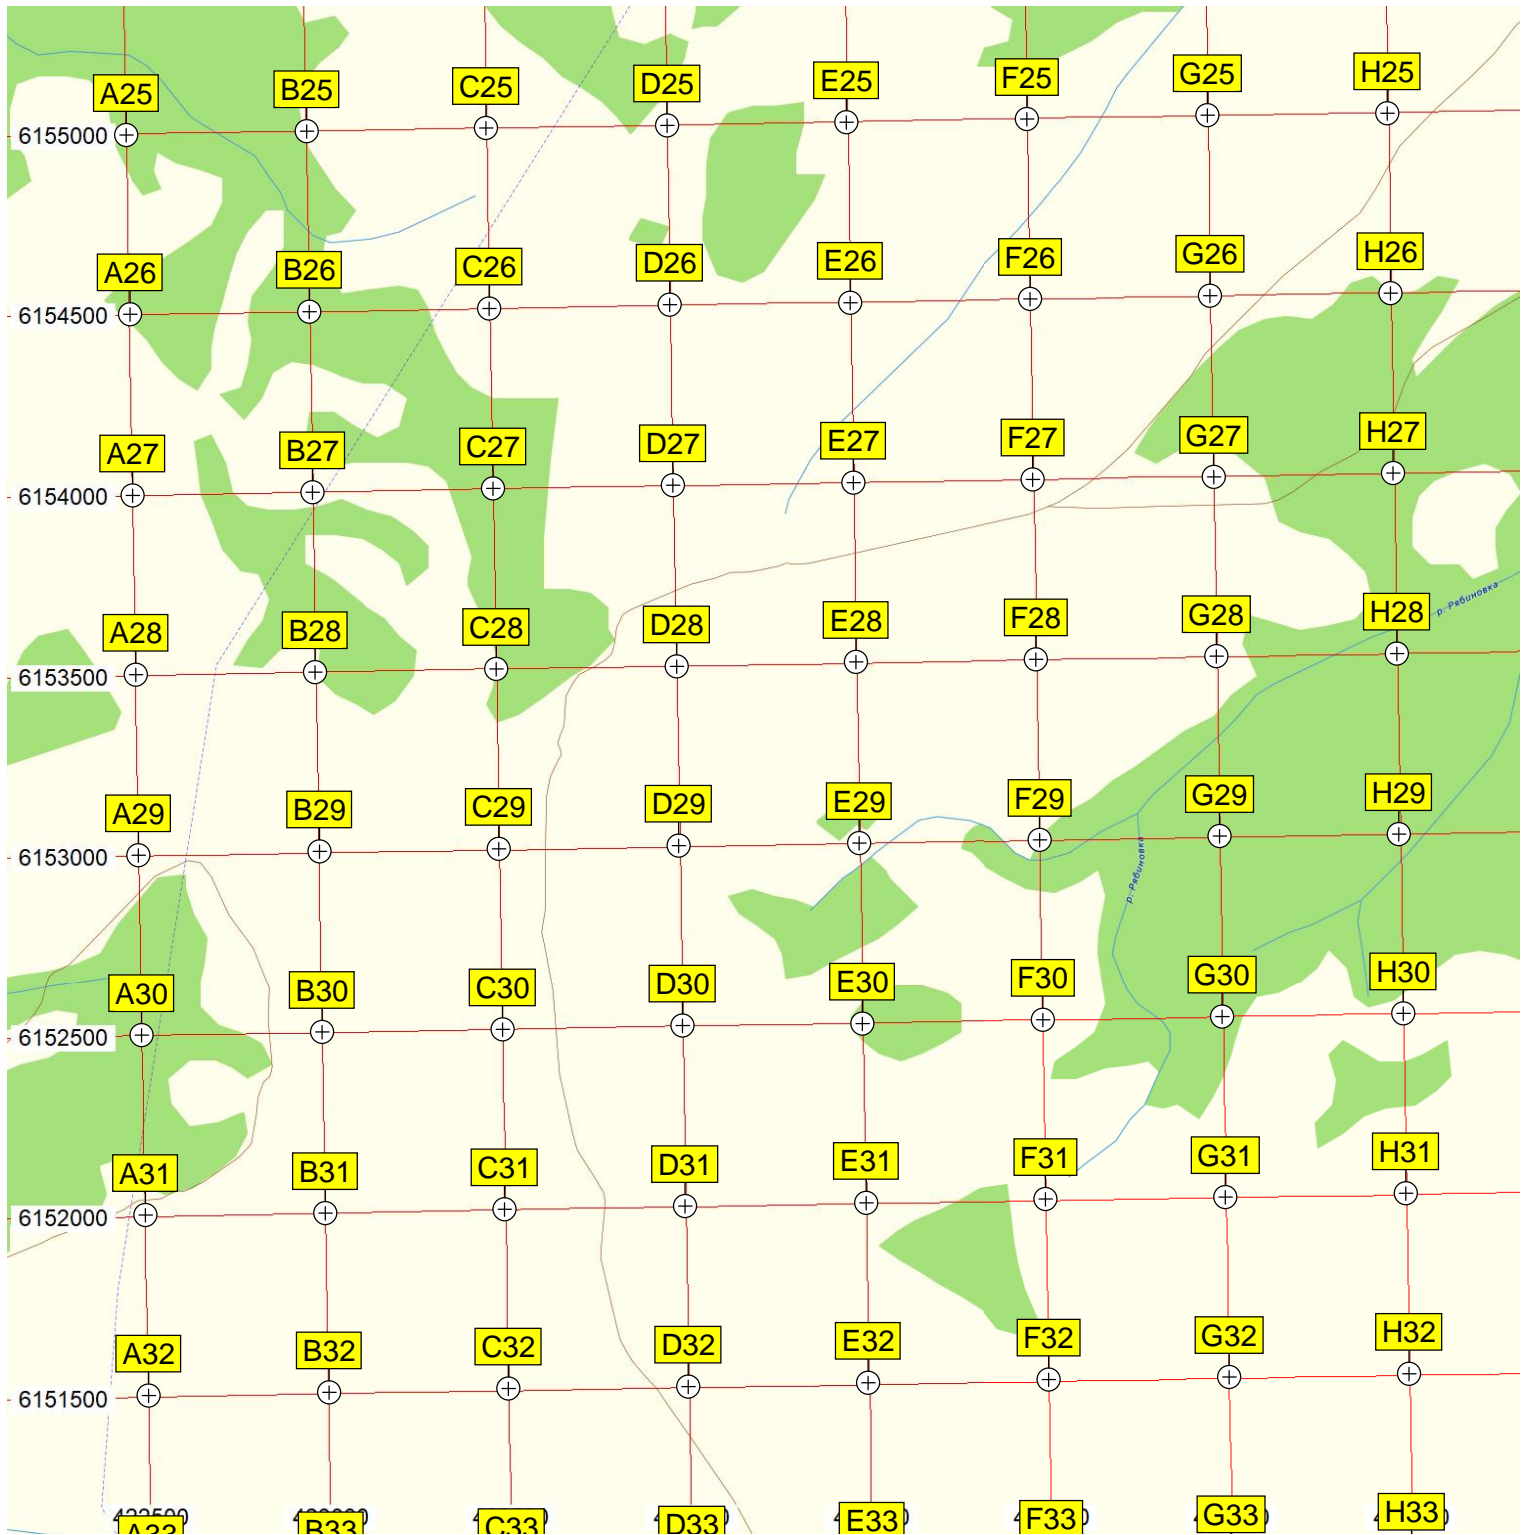 A25 B25 C25 D25 E25 F25 G25 H25
6155000
A26 B26 C26 D26 E26 F26 G26 H26
6154500
A27 B27 C27 D27 E27 F27 G27 H27
6154000
р. Рябиновка
A28 B28 C28 D28 E28 F28 G28 H28
6153500
A29 B29 C29 D29 E29 F29 G29 H29
6153000
р. Рябиновка
A30 B30 C30 D30 E30 F30 G30 H30
6152500
A31 B31 C31 D31 E31 F31 G31 H31
6152000
A32 B32 C32 D32 E32 F32 G32 H32
6151500
A33 B33 C33 D33 E33 F33 G33 H33